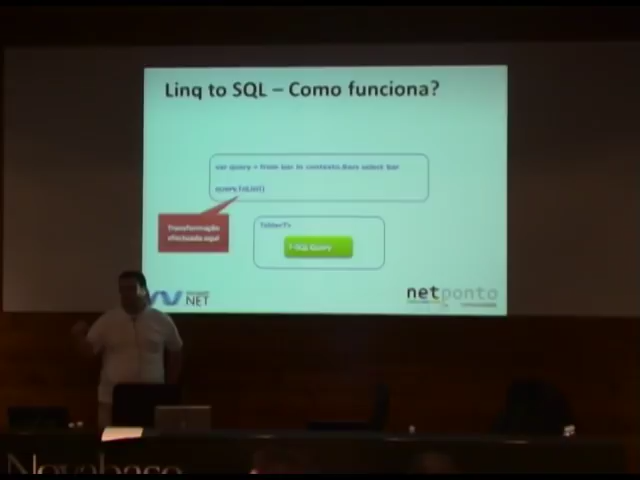 Linq to SQL – Como funciona?
var query = from bar in contexto.Bars select bar
query.ToList()
Transformação
efectuada aqui
T-SQL Query
NET
netponto
Novabase